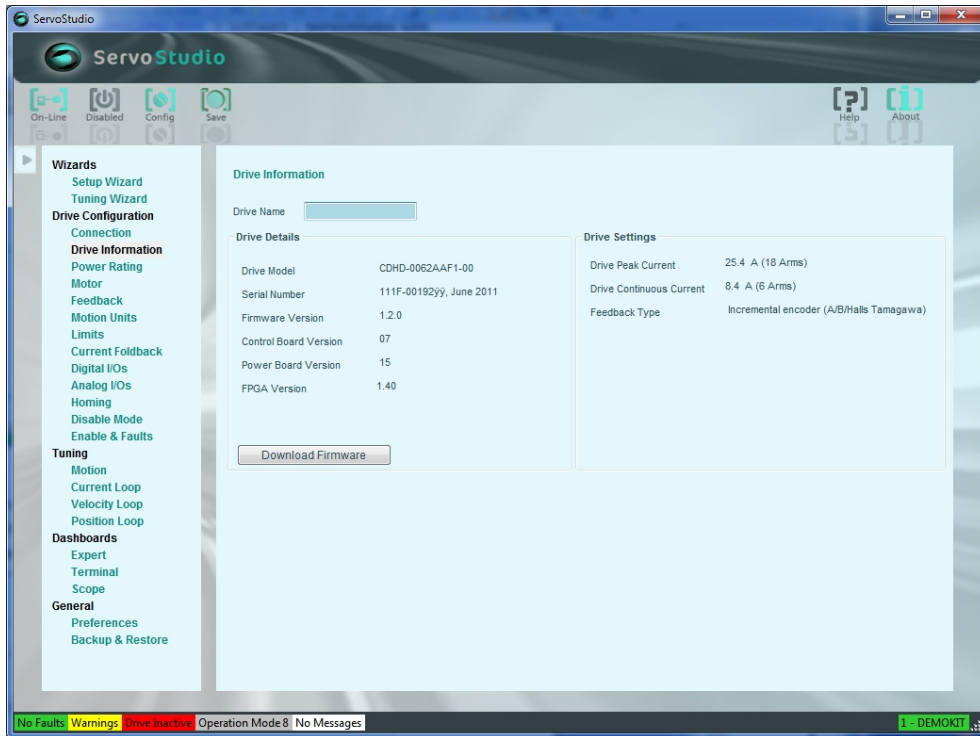 ServoStudio
ServoStudio
On-Line
Disabled
Config
Save
Help
About
Wizards
Setup Wizard
Tuning Wizard
Drive Configuration
Connection
Drive Information
Power Rating
Motor
Feedback
Motion Units
Limits
Current Foldback
Digital I/Os
Analog I/Os
Homing
Disable Mode
Enable & Faults
Tuning
Motion
Current Loop
Velocity Loop
Position Loop
Dashboards
Expert
Terminal
Scope
General
Preferences
Backup & Restore
Drive Information
Drive Name
Drive Details
Drive Model CDHD-0062AAF1-00
Serial Number 111F-00192ÿÿ, June 2011
Firmware Version 1.2.0
Control Board Version 07
Power Board Version 15
FPGA Version 1.40
Download Firmware
Drive Settings
Drive Peak Current 25.4 A (18 Arms)
Drive Continuous Current 8.4 A (6 Arms)
Feedback Type Incremental encoder (A/B/Halls Tamagawa)
No Faults Warnings Drive Inactive Operation Mode 8 No Messages 1 - DEMOKIT